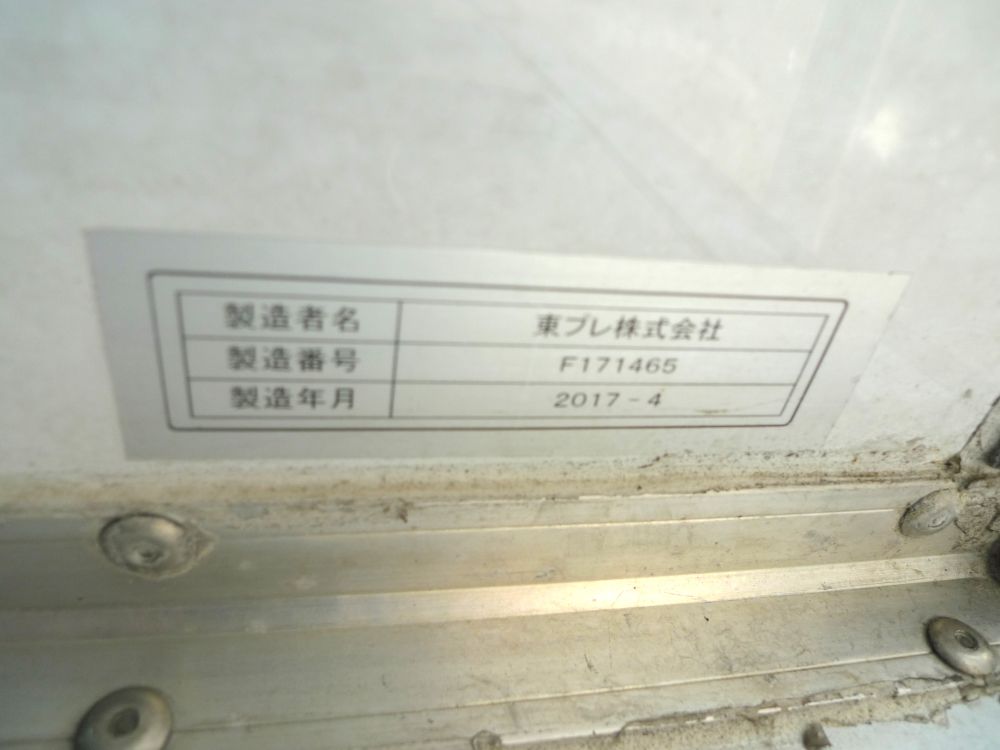 製造者名 東プレ株式会社
製造番号 F171465
製造年月 2017-4